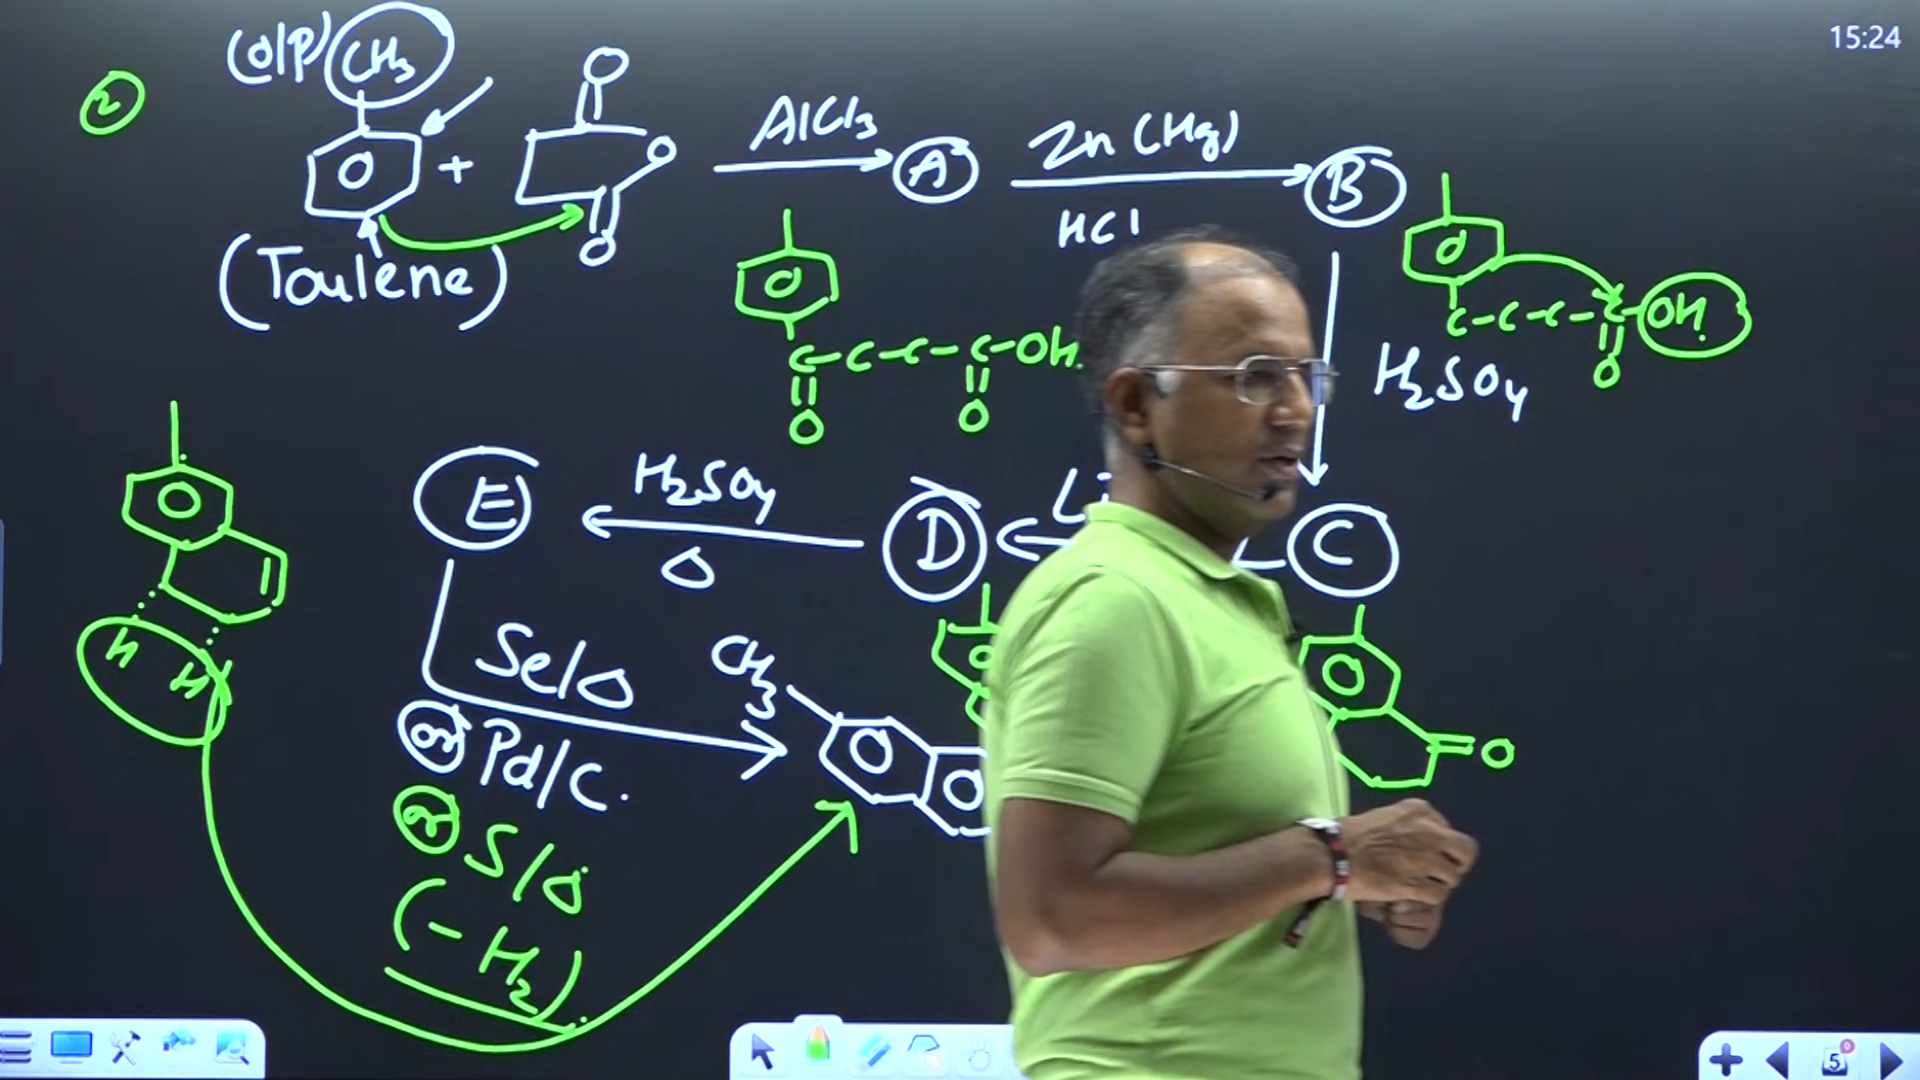 15:24
2
(O/P) CH3
O
+
O
O
AlCl3
A
Zn(Hg)
HCl
B
(Toulene)
C-C-C-C-OH
O
O
C-C-C-C-OH
O
H2SO4
C
O
D
H2SO4
Δ
E
H
H
Se/Δ
or Pd/C.
or S/Δ
(-H2)
CH3
5